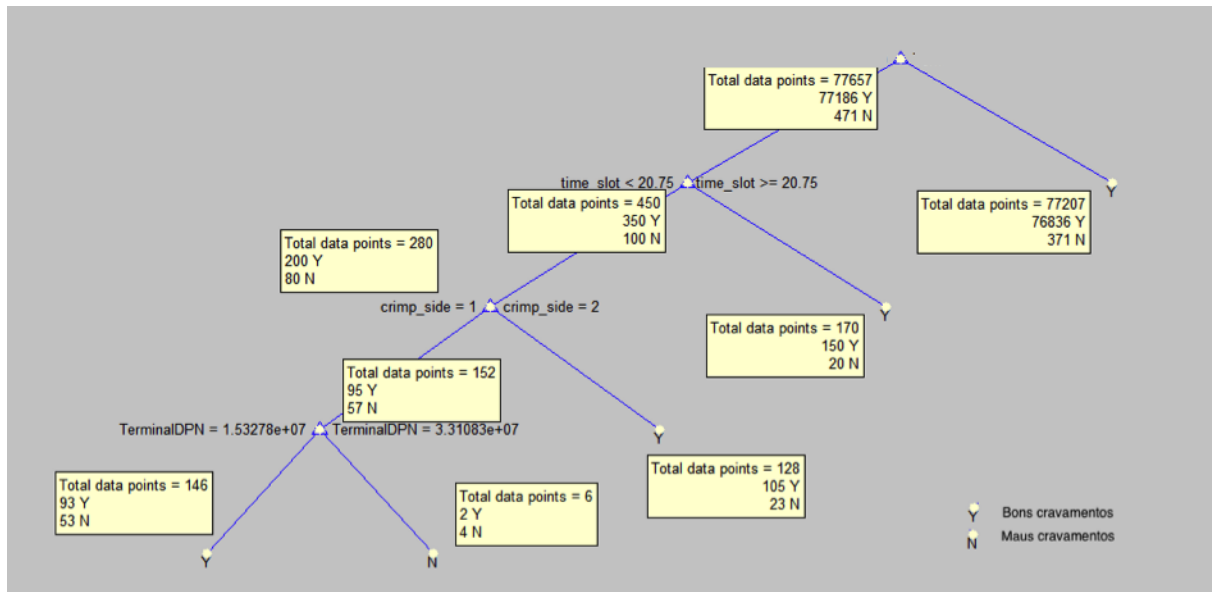 Total data points = 77657
77186 Y
471 N
time_slot < 20.75
time_slot >= 20.75
Y
Total data points = 450
350 Y
100 N
Total data points = 77207
76836 Y
371 N
Total data points = 280
200 Y
80 N
crimp_side = 1
crimp_side = 2
Y
Total data points = 170
150 Y
20 N
Total data points = 152
95 Y
57 N
TerminalDPN = 1.53278e+07
TerminalDPN = 3.31083e+07
Y
Total data points = 128
105 Y
23 N
Total data points = 146
93 Y
53 N
Total data points = 6
2 Y
4 N
Y
N
Y Bons cravamentos
N Maus cravamentos